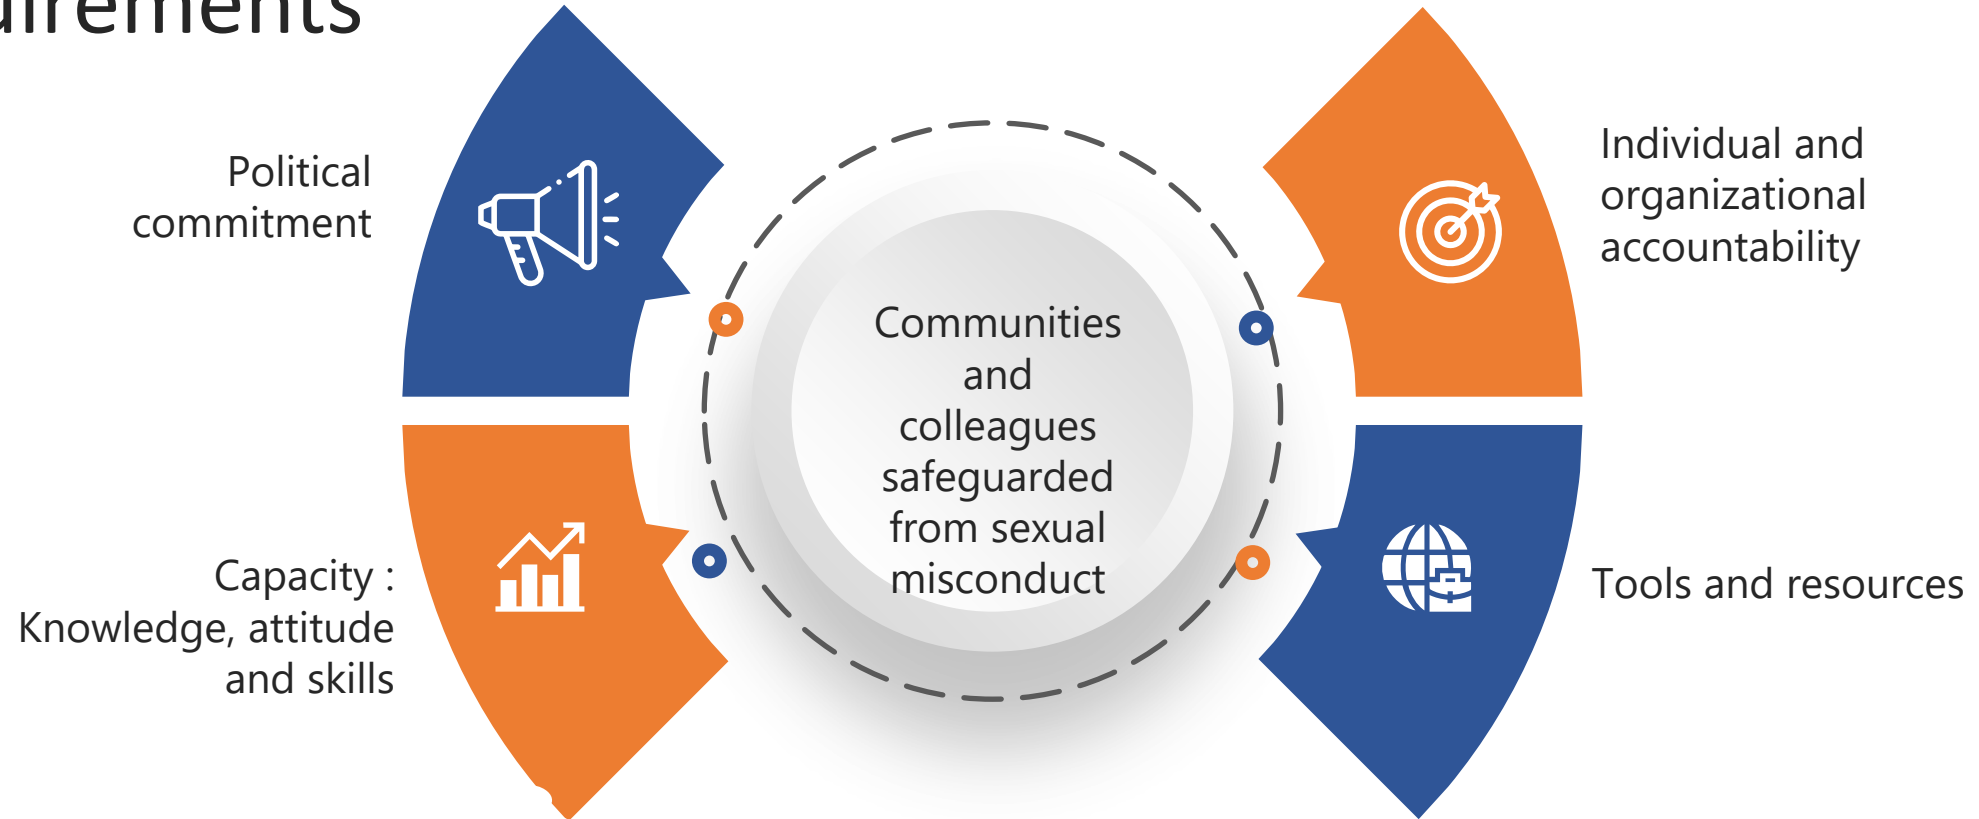 Political
commitment
Individual and
organizational
accountability
Communities
and
colleagues
safeguarded
from sexual
misconduct
Capacity :
Knowledge, attitude
and skills
Tools and resources